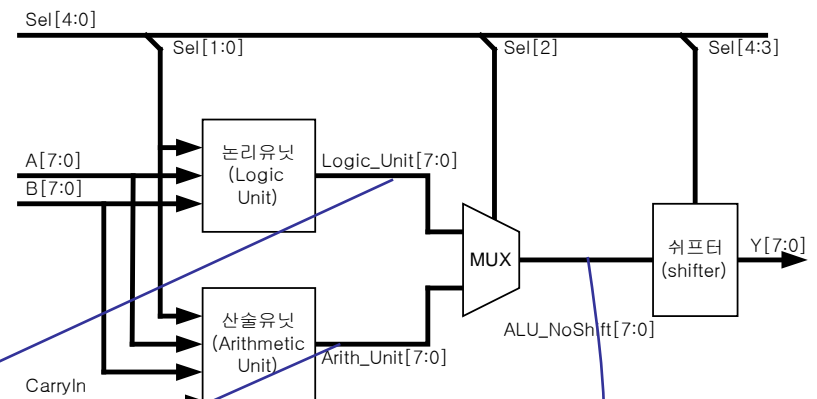 Sel[4:0]
Sel[1:0]
Sel[2]
Sel[4:3]
A[7:0]
B[7:0]
논리유닛
(Logic
Unit)
Logic_Unit[7:0]
MUX
쉬프터
(shifter)
Y[7:0]
산술유닛
(Arithmetic
Unit)
Arith_Unit[7:0]
ALU_NoShift[7:0]
CarryIn